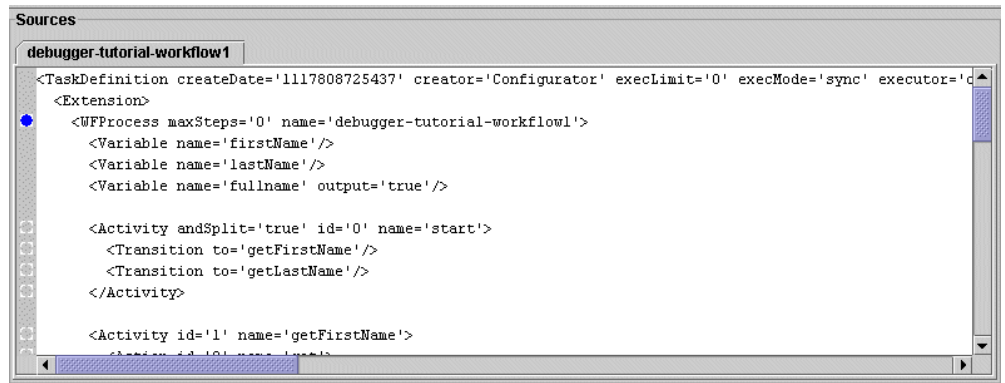 Sources
debugger-tutorial-workflow1
<TaskDefinition createDate='1117808725437' creator='Configurator' execLimit='0' execMode='sync' executor='
<Extension>
<WFProcess maxSteps='0' name='debugger-tutorial-workflow1'>
<Variable name='firstName'/>
<Variable name='lastName'/>
<Variable name='fullname' output='true'/>
<Activity andSplit='true' id='0' name='start'>
<Transition to='getFirstName'/>
<Transition to='getLastName'/>
</Activity>
<Activity id='1' name='getFirstName'>